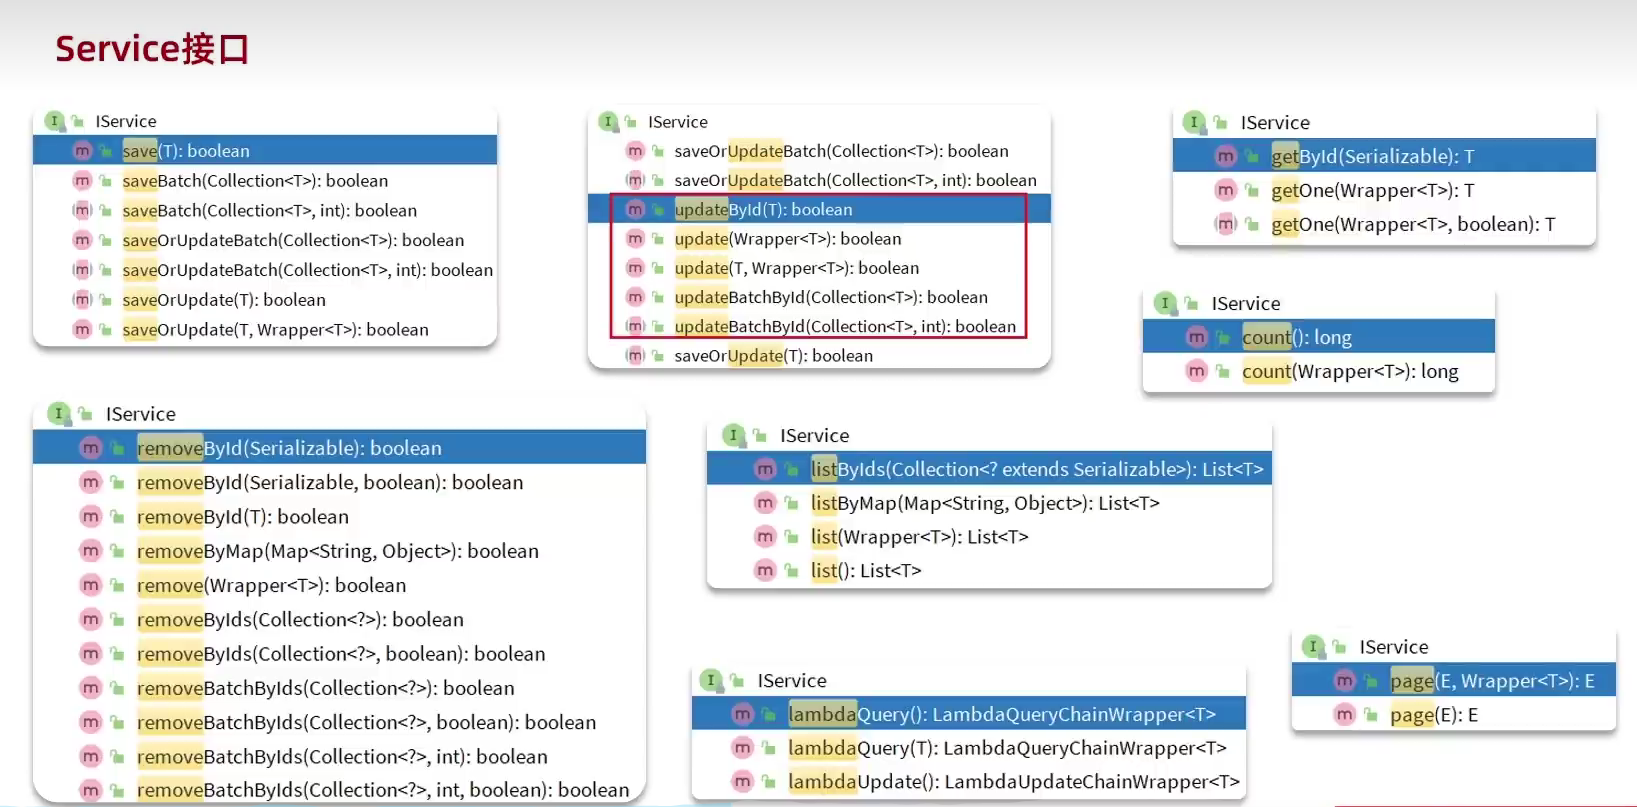 Service接口
IService
save(T): boolean
saveBatch(Collection<T>): boolean
saveBatch(Collection<T>, int): boolean
saveOrUpdateBatch(Collection<T>): boolean
saveOrUpdateBatch(Collection<T>, int): boolean
saveOrUpdate(T): boolean
saveOrUpdate(T, Wrapper<T>): boolean
IService
saveOrUpdateBatch(Collection<T>): boolean
saveOrUpdateBatch(Collection<T>, int): boolean
updateById(T): boolean
update(Wrapper<T>): boolean
update(T, Wrapper<T>): boolean
updateBatchById(Collection<T>): boolean
updateBatchById(Collection<T>, int): boolean
saveOrUpdate(T): boolean
IService
getById(Serializable): T
getOne(Wrapper<T>): T
getOne(Wrapper<T>, boolean): T
IService
count(): long
count(Wrapper<T>): long
IService
removeById(Serializable): boolean
removeById(Serializable, boolean): boolean
removeById(T): boolean
removeByMap(Map<String, Object>): boolean
remove(Wrapper<T>): boolean
removeByIds(Collection<?>): boolean
removeByIds(Collection<?>, boolean): boolean
removeBatchByIds(Collection<?>): boolean
removeBatchByIds(Collection<?>, boolean): boolean
removeBatchByIds(Collection<?>, int): boolean
removeBatchByIds(Collection<?>, int, boolean): boolean
IService
listByIds(Collection<? extends Serializable>): List<T>
listByMap(Map<String, Object>): List<T>
list(Wrapper<T>): List<T>
list(): List<T>
IService
lambdaQuery(): LambdaQueryChainWrapper<T>
lambdaQuery(T): LambdaQueryChainWrapper<T>
lambdaUpdate(): LambdaUpdateChainWrapper<T>
IService
page(E, Wrapper<T>): E
page(E): E